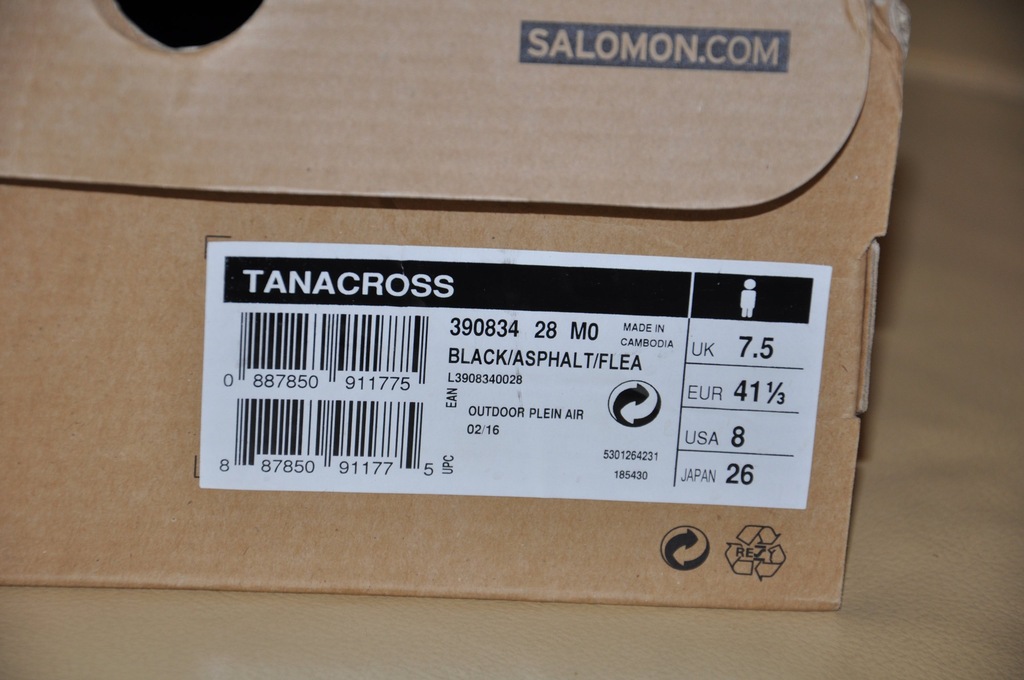 SALOMON.COM
TANACROSS
390834 28 M0
MADE IN
CAMBODIA
BLACK/ASPHALT/FLEA
L3908340028
0 887850 911775
EAN
OUTDOOR PLEIN AIR
02/16
8 87850 91177 5
UPC
5301264231
185430
UK 7.5
EUR 41 ⅓
USA 8
JAPAN 26
RESY